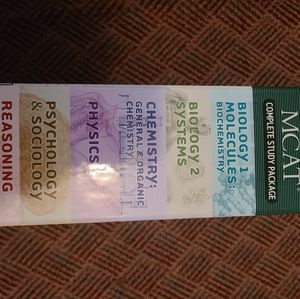 MCAT
COMPLETE STUDY PACKAGE
BIOLOGY 1
MOLECULES:
BIOCHEMISTRY
BIOLOGY 2
SYSTEMS
CHEMISTRY:
GENERAL & ORGANIC
CHEMISTRY
PHYSICS
PSYCHOLOGY
& SOCIOLOGY
REASONING